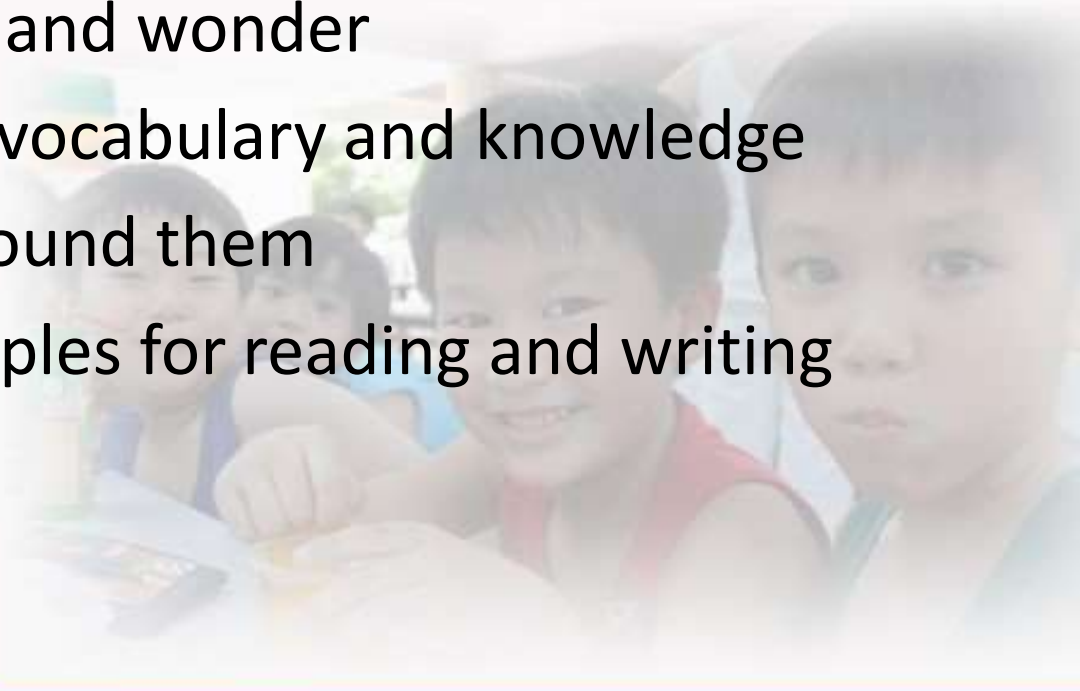 and wonder
vocabulary and knowledge
ound them
ples for reading and writing